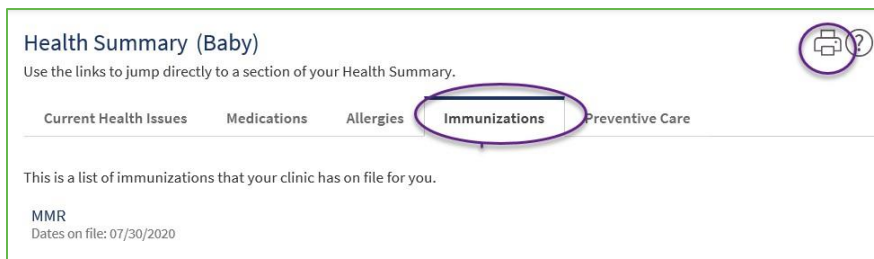 Health Summary (Baby)
?
Use the links to jump directly to a section of your Health Summary.
Current Health Issues Medications Allergies Immunizations Preventive Care
This is a list of immunizations that your clinic has on file for you.
MMR
Dates on file: 07/30/2020